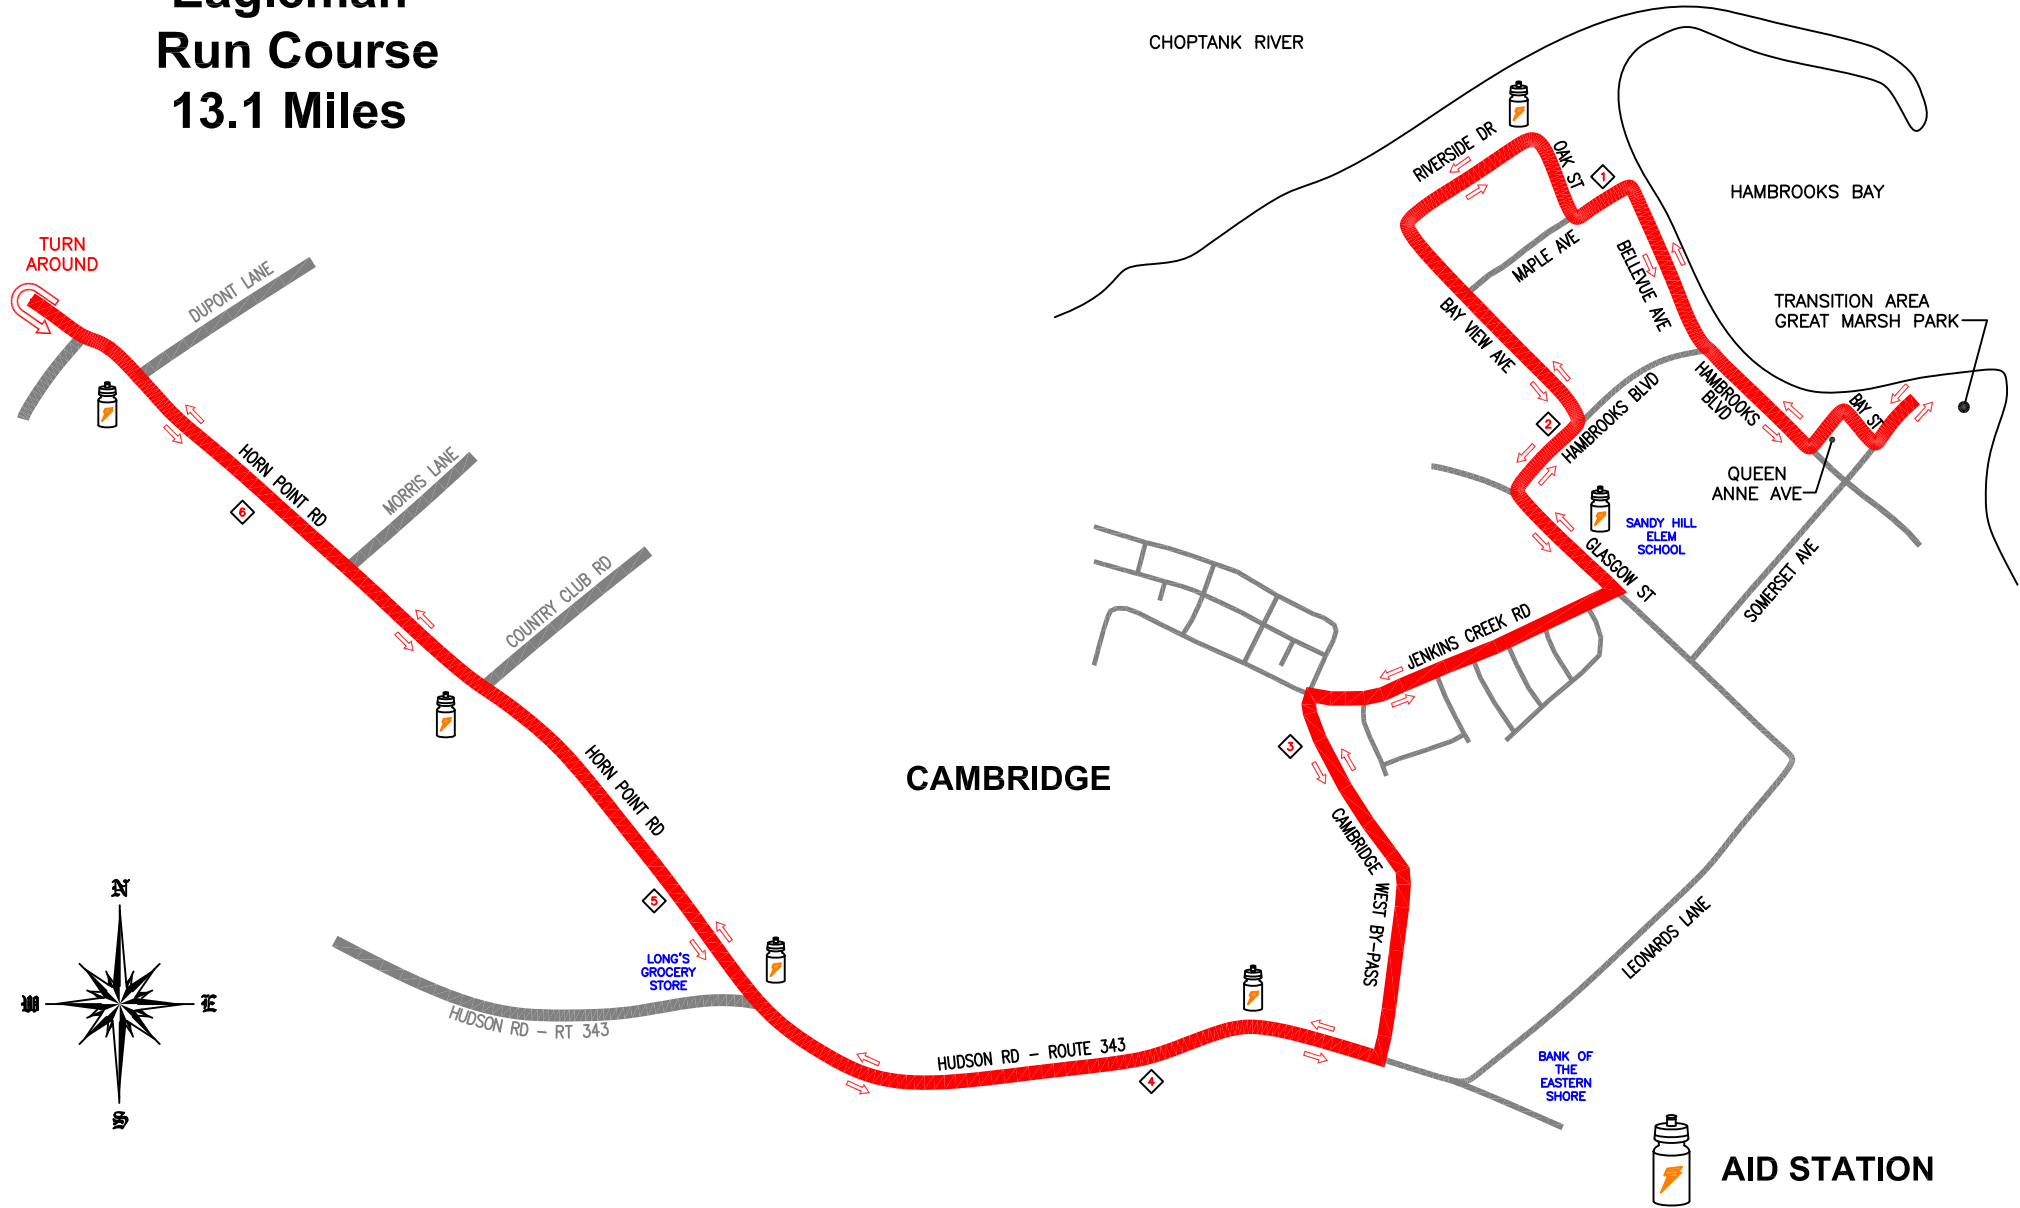 Eagleman
Run Course
13.1 Miles
CHOPTANK RIVER
RIVERSIDE DR
OAK ST
1
HAMBROOKS BAY
MAPLE AVE
BELLEVUE AVE
TURN
AROUND
DUPONT LANE
BAY VIEW AVE
TRANSITION AREA
GREAT MARSH PARK
HAMBROOKS
BLVD
BAY ST
2
HAMBROOKS BLVD
QUEEN
ANNE AVE
HORN POINT RD
MORRIS LANE
6
SANDY HILL
ELEM
SCHOOL
GLASGOW ST
SOMERSET AVE
COUNTRY CLUB RD
JENKINS CREEK RD
HORN POINT RD
3
CAMBRIDGE
CAMBRIDGE WEST BY-PASS
5
LEONARDS LANE
N
W
E
S
LONG'S
GROCERY
STORE
HUDSON RD - RT 343
HUDSON RD - ROUTE 343
4
BANK OF
THE
EASTERN
SHORE
AID STATION